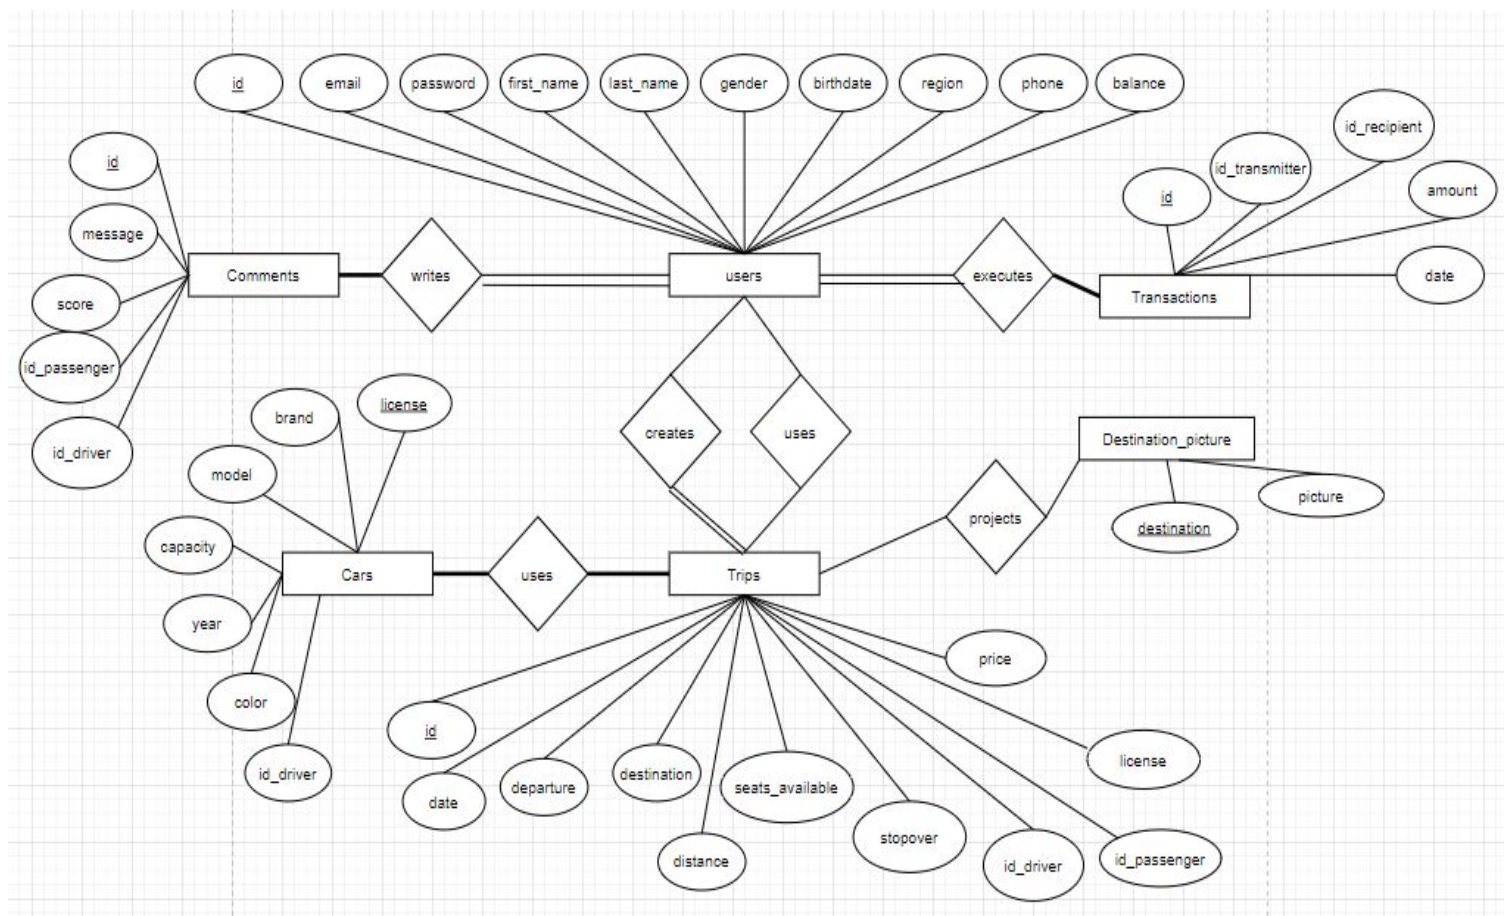 id
email
password
first_name
last_name
gender
birthdate
region
phone
balance
id_recipient
id_transmitter
id
amount
date
id
message
score
id_passenger
id_driver
Comments
writes
users
executes
Transactions
brand
license
model
capacity
year
color
id_driver
creates
uses
Destination_picture
picture
destination
projects
Cars
uses
Trips
price
id
date
departure
destination
distance
seats_available
stopover
id_driver
id_passenger
license